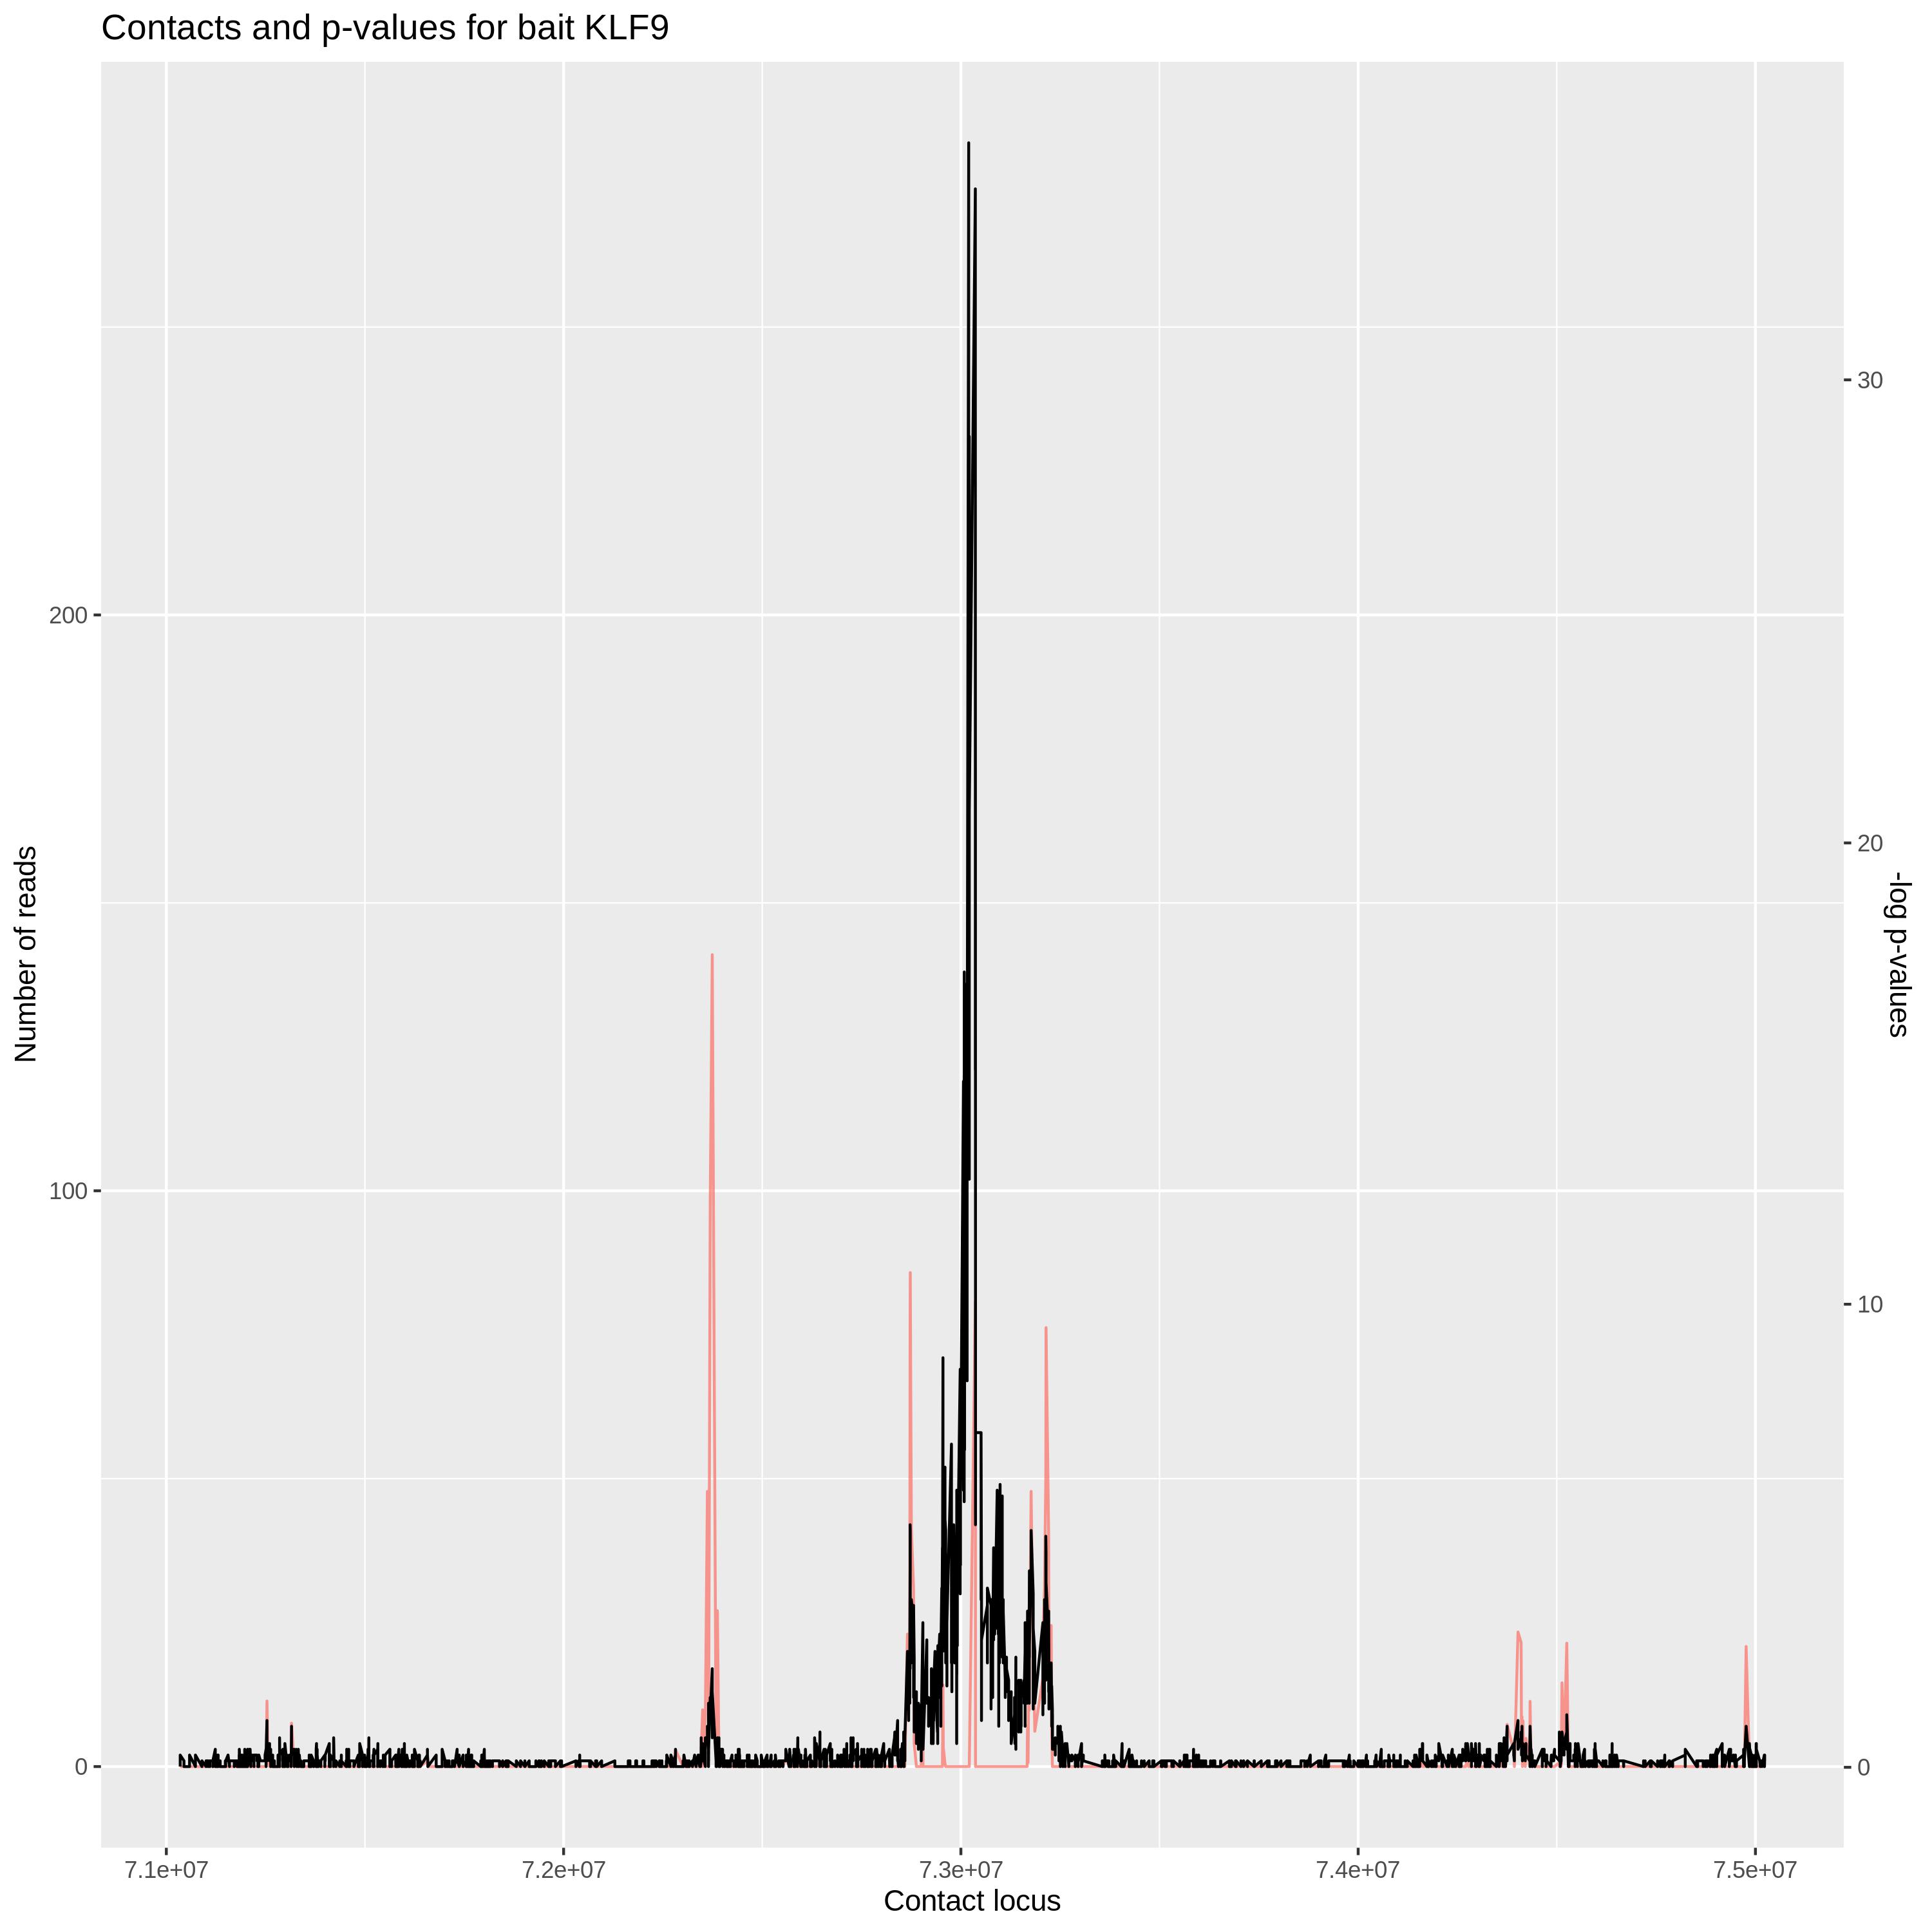 Contacts and p-values for bait KLF9
Number of reads
200
100
0
30
20
10
0
-log p-values
7.1e+07
7.2e+07
7.3e+07
7.4e+07
7.5e+07
Contact locus